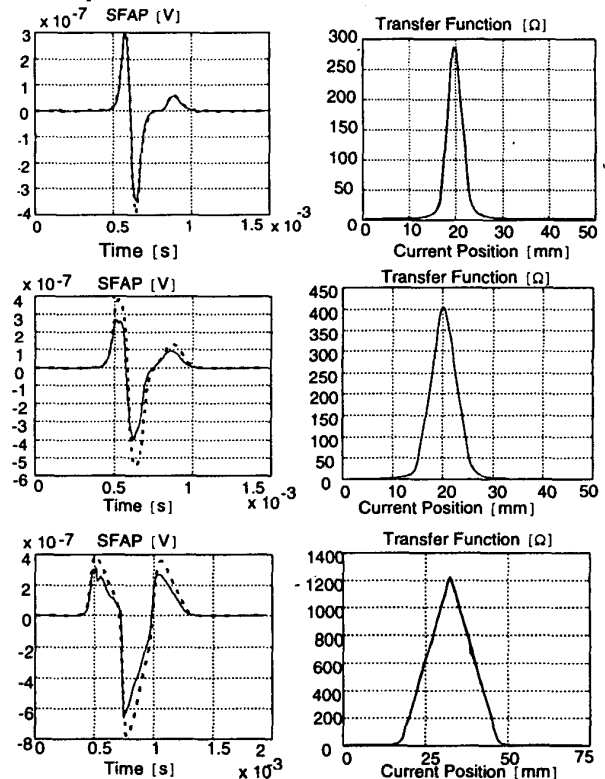 x 10-7 SFAP [V]
3
2
1
0
-1
-2
-3
-4
0 0.5 1 1.5 x 10-3
Time [s]
Transfer Function [Ω]
300
250
200
150
100
50
0 10 20 30 40 50
Current Position [mm]
x 10-7 SFAP [V]
4
3
2
1
0
-1
-2
-3
-4
-5
-6
0 0.5 1 1.5
Time [s] x 10-3
Transfer Function [Ω]
450
400
350
300
250
200
150
100
50
0
0 10 20 30 40 50
Current Position [mm]
x 10-7 SFAP [V]
4
2
0
-2
-4
-6
-8
0 0.5 1 1.5 2
Time [s] x 10-3
Transfer Function [Ω]
1400
1200
1000
800
600
400
200
0
0 25 50 75
Current Position [mm]